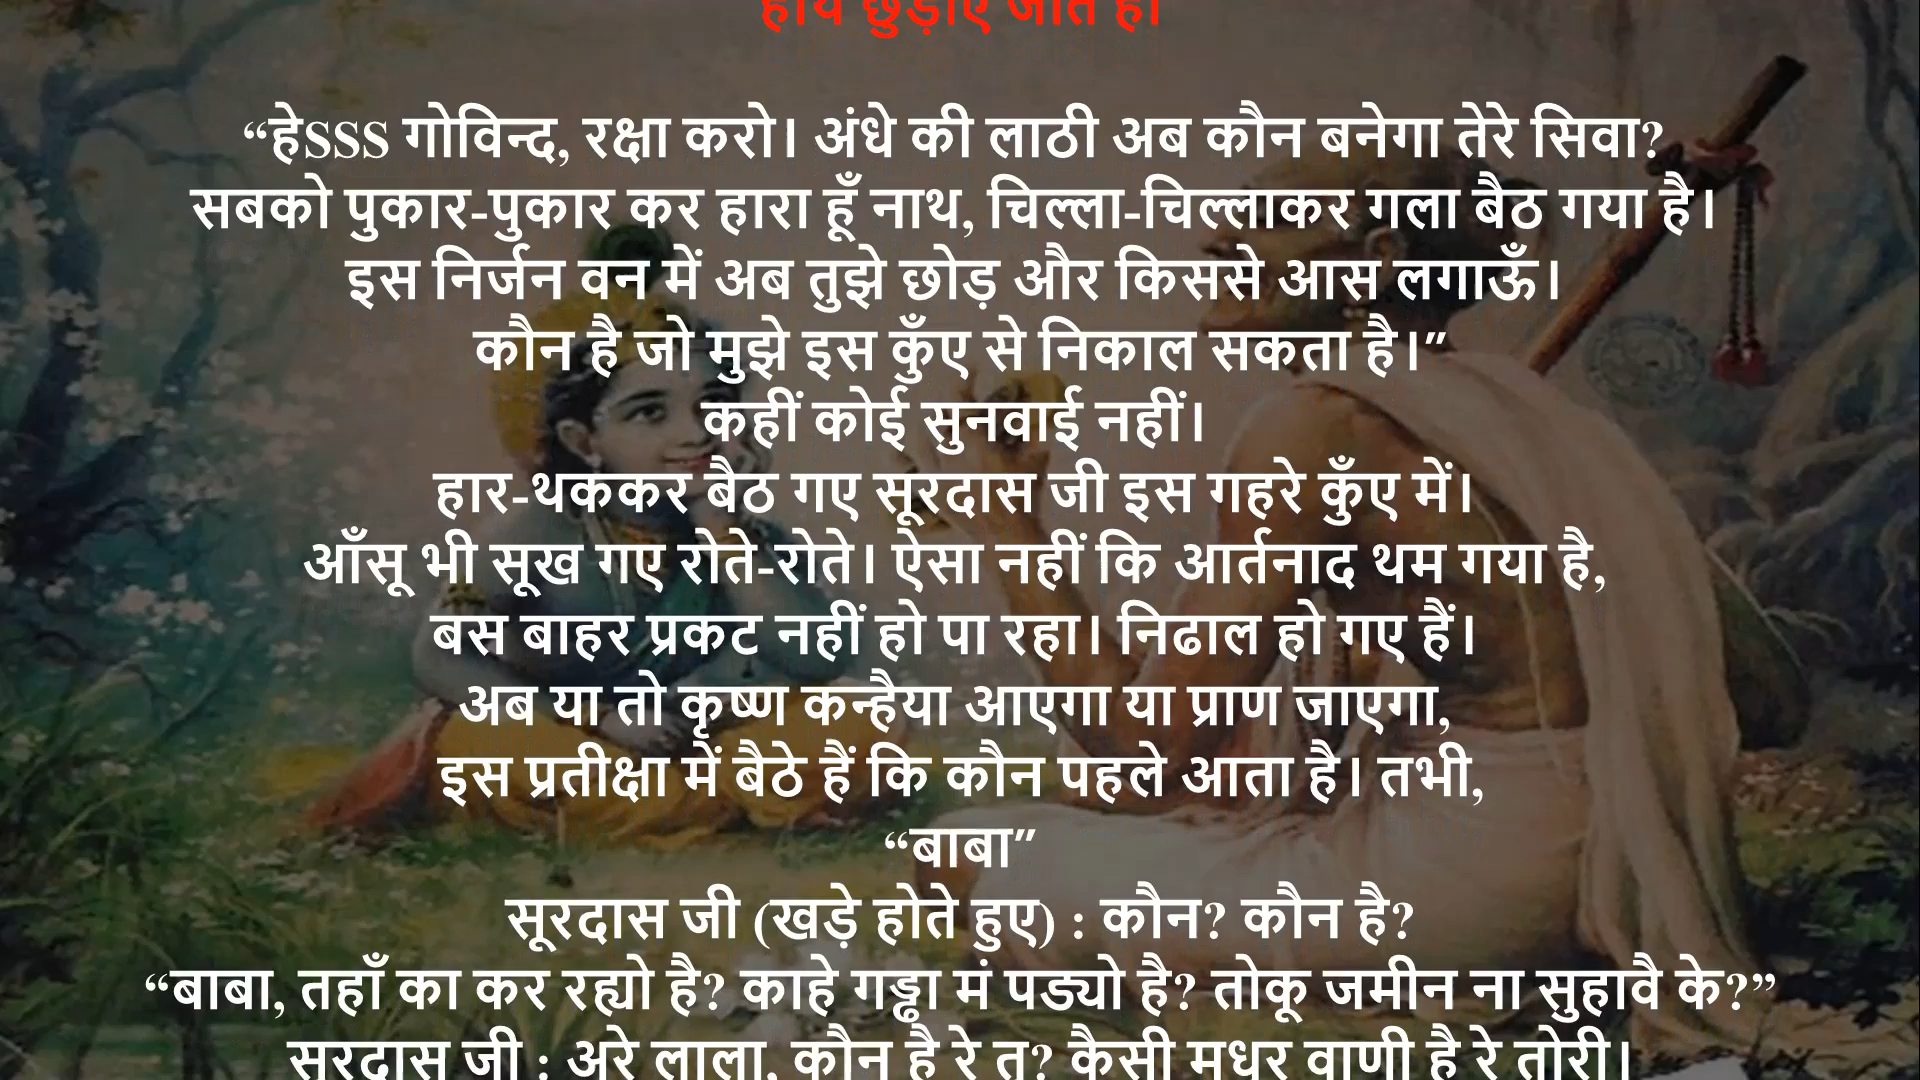 हाथ छुड़ाए जात हो
“हेSSS गोविन्द, रक्षा करो। अंधे की लाठी अब कौन बनेगा तेरे सिवा?
सबको पुकार-पुकार कर हारा हूँ नाथ, चिल्ला-चिल्लाकर गला बैठ गया है।
इस निर्जन वन में अब तुझे छोड़ और किससे आस लगाऊँ।
कौन है जो मुझे इस कुँए से निकाल सकता है।”
कहीं कोई सुनवाई नहीं।
हार-थककर बैठ गए सूरदास जी इस गहरे कुँए में।
आँसू भी सूख गए रोते-रोते। ऐसा नहीं कि आर्तनाद थम गया है,
बस बाहर प्रकट नहीं हो पा रहा। निढाल हो गए हैं।
अब या तो कृष्ण कन्हैया आएगा या प्राण जाएगा,
इस प्रतीक्षा में बैठे हैं कि कौन पहले आता है। तभी,
“बाबा”
सूरदास जी (खड़े होते हुए) : कौन? कौन है?
“बाबा, तहाँ का कर रह्यो है? काहे गड्ढा मं पड्यो है? तोकू जमीन ना सुहावै के?”
सूरदास जी : अरे लाला, कौन है रे तू? कैसी मधुर वाणी है रे तोरी।